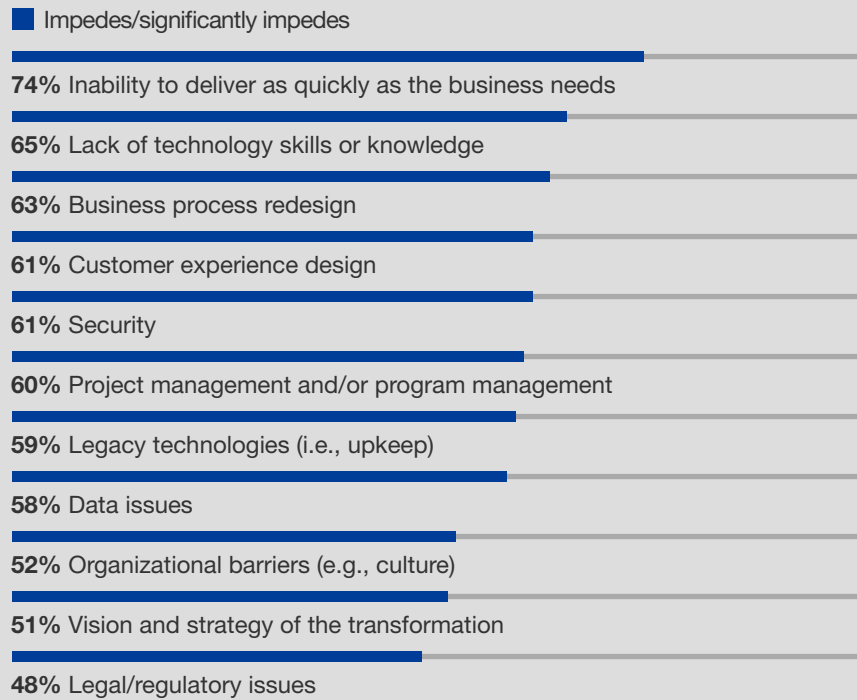 Impedes/significantly impedes
74% Inability to deliver as quickly as the business needs
65% Lack of technology skills or knowledge
63% Business process redesign
61% Customer experience design
61% Security
60% Project management and/or program management
59% Legacy technologies (i.e., upkeep)
58% Data issues
52% Organizational barriers (e.g., culture)
51% Vision and strategy of the transformation
48% Legal/regulatory issues